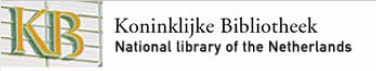 KB
Koninklijke Bibliotheek
National library of the Netherlands